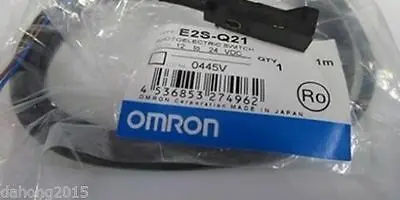 E2S-Q21
PHOTOELECTRIC SWITCH
12 to 24 VDC
QTY
1
1m
0445V
4 536853 274962
Ro
OMRON
OMRON Corporation MADE IN JAPAN
dahong2015
dahong2015